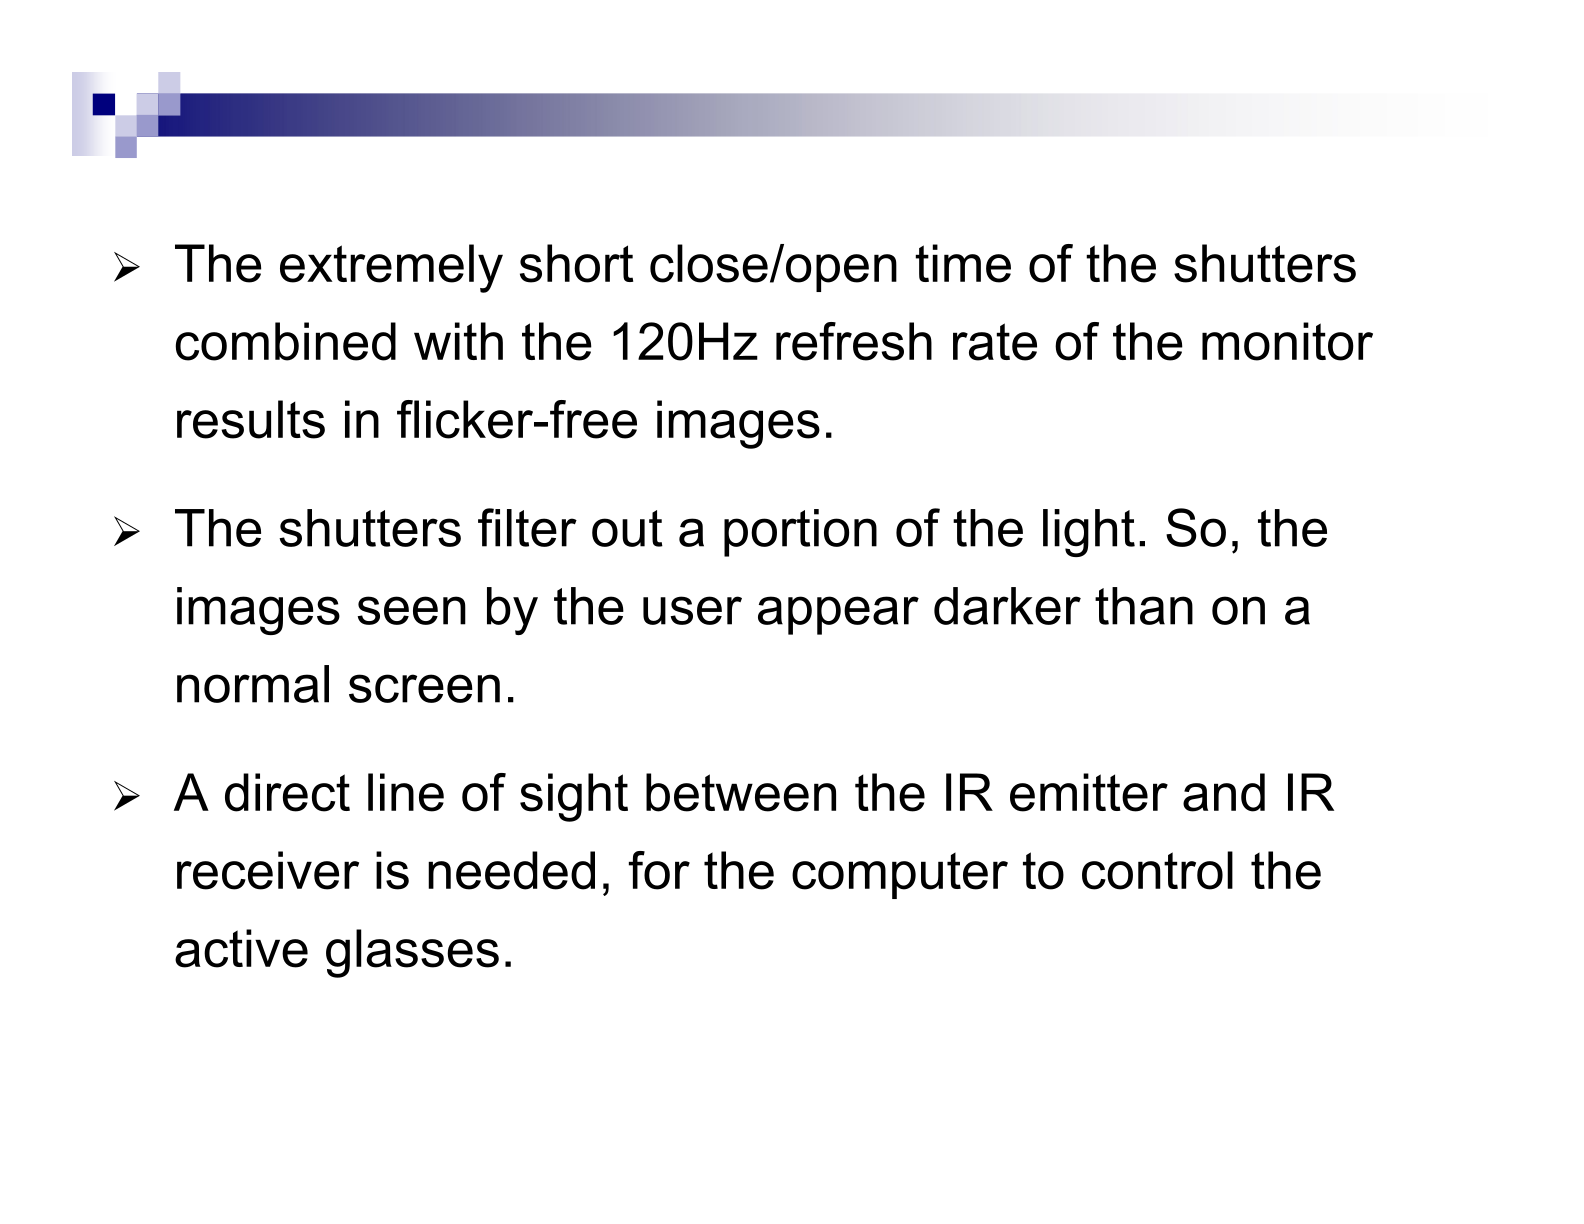 The extremely short close/open time of the shutters
combined with the 120Hz refresh rate of the monitor
results in flicker-free images.
The shutters filter out a portion of the light. So, the
images seen by the user appear darker than on a
normal screen.
A direct line of sight between the IR emitter and IR
receiver is needed, for the computer to control the
active glasses.